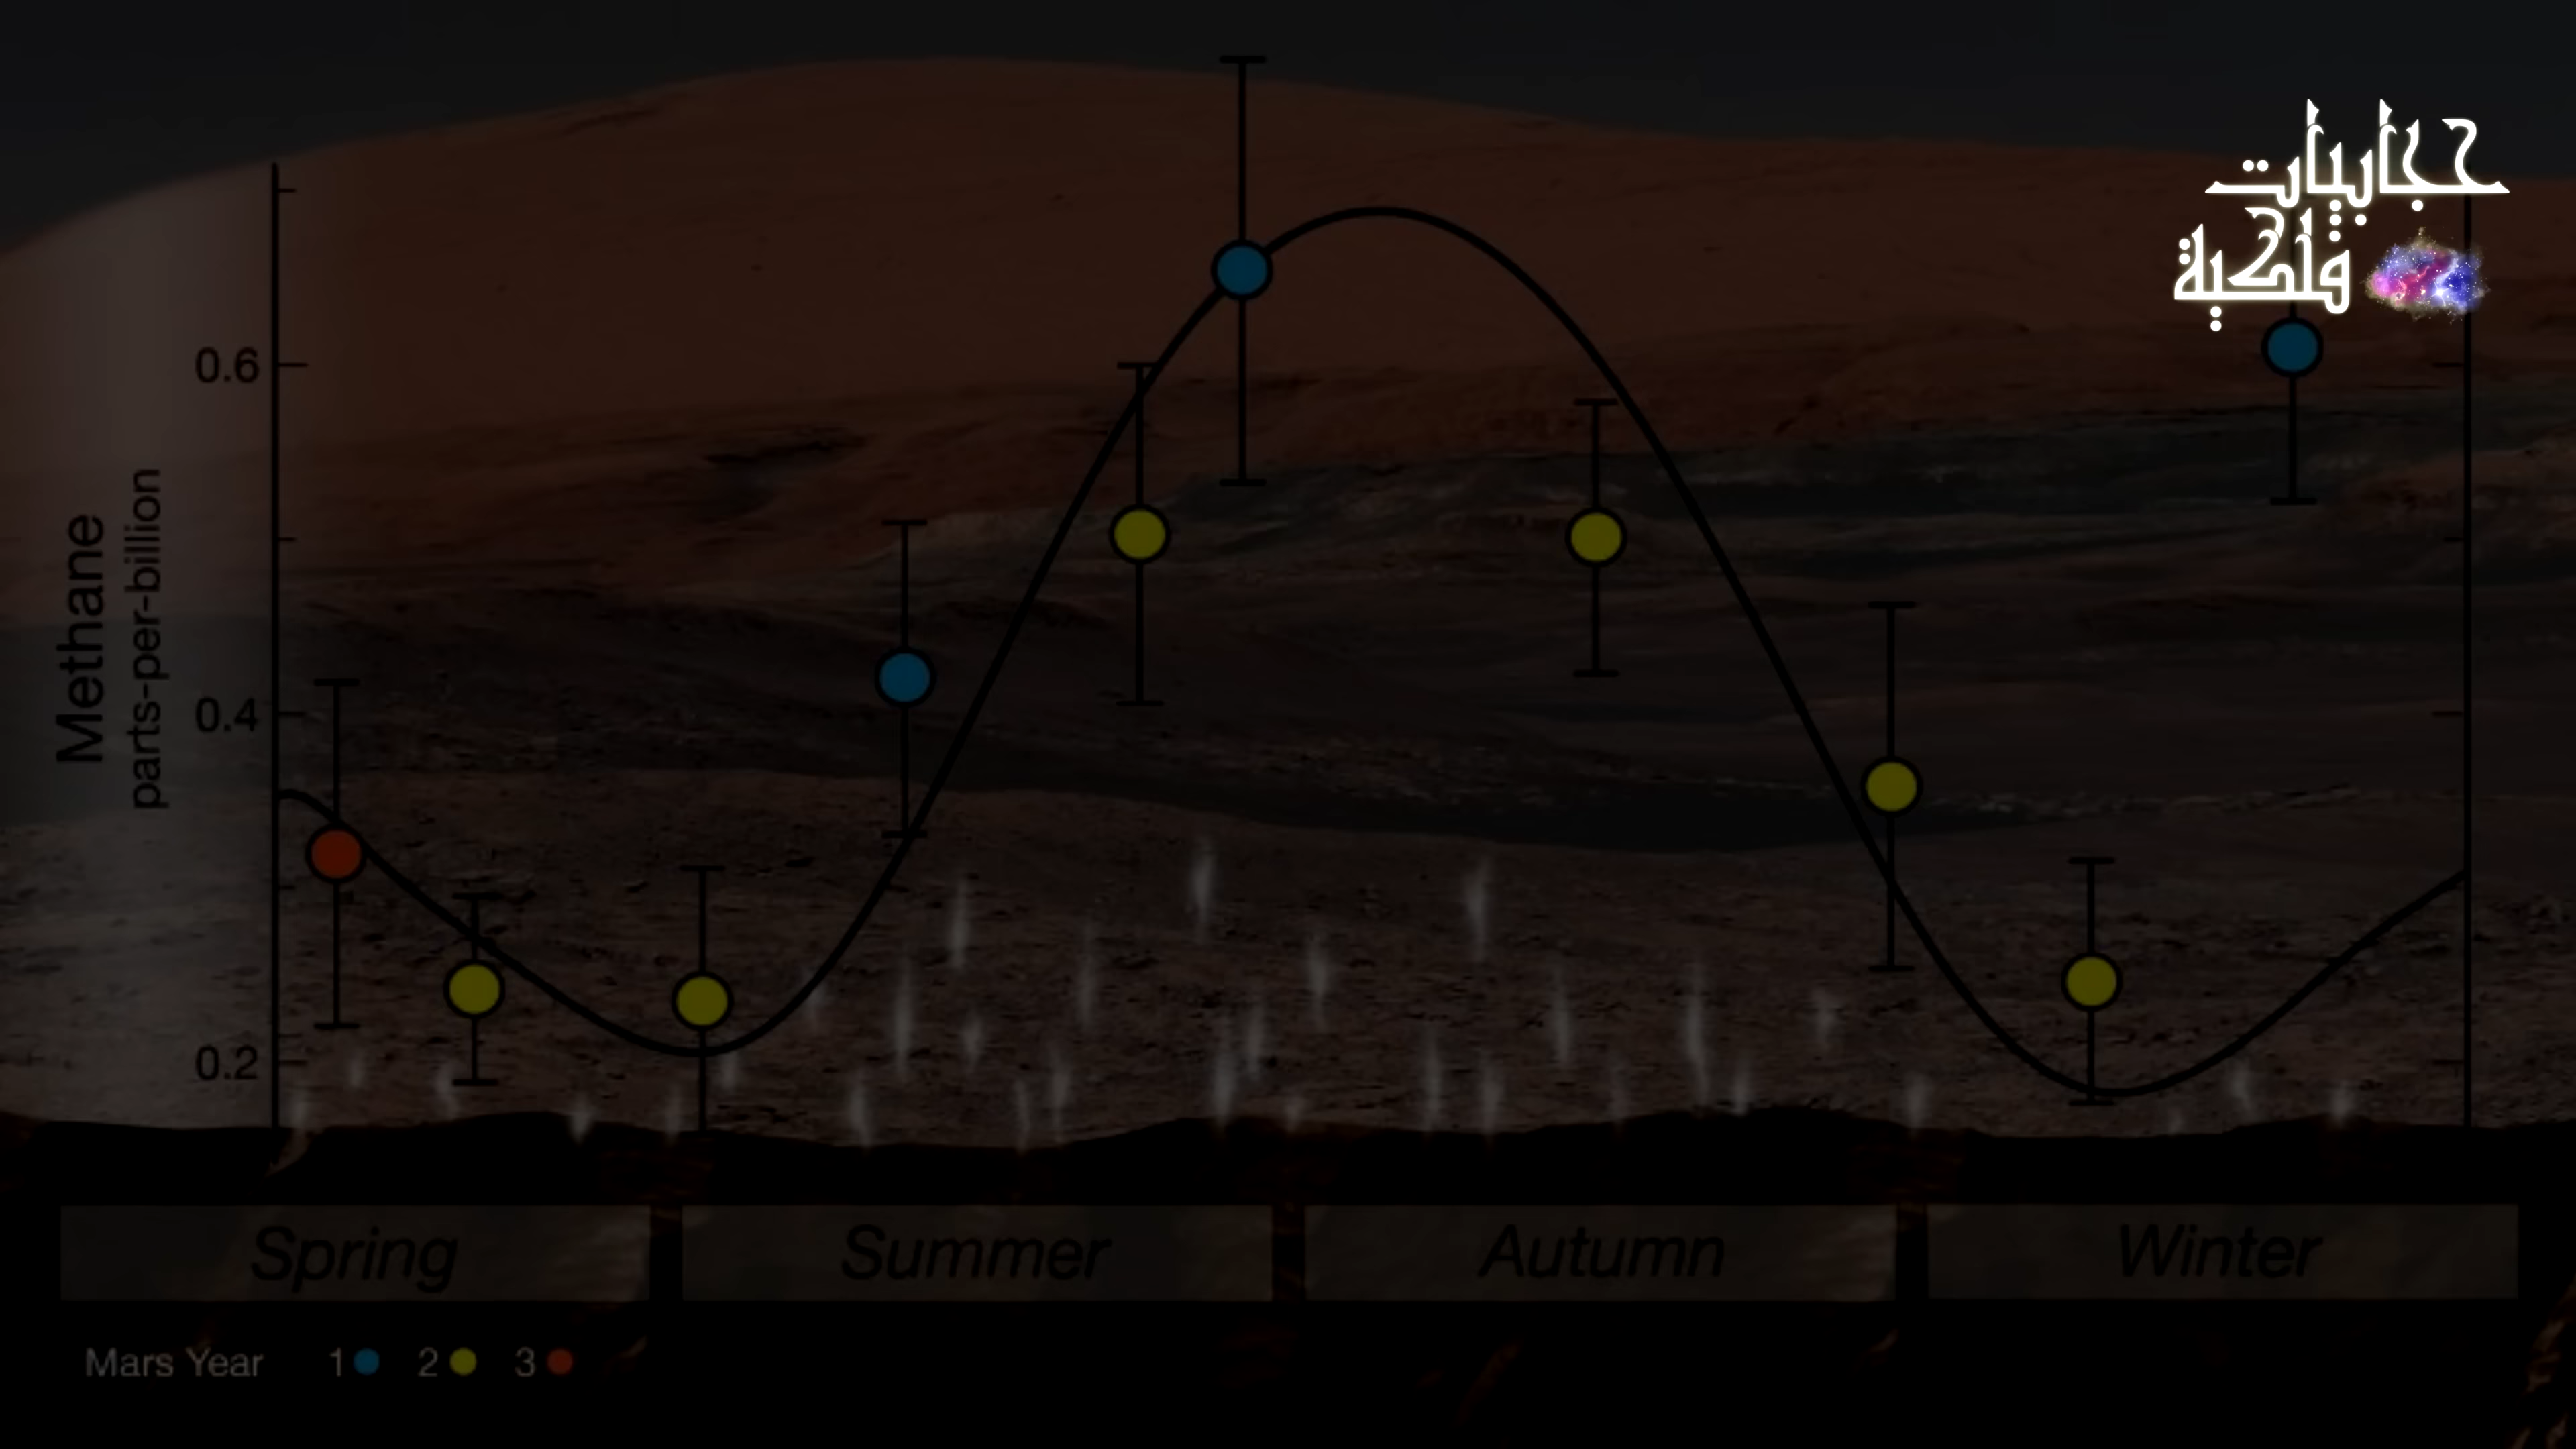 حجابيات
فلكية
0.6
0.4
0.2
Methane
parts-per-billion
Spring
Summer
Autumn
Winter
Mars Year 1 2 3